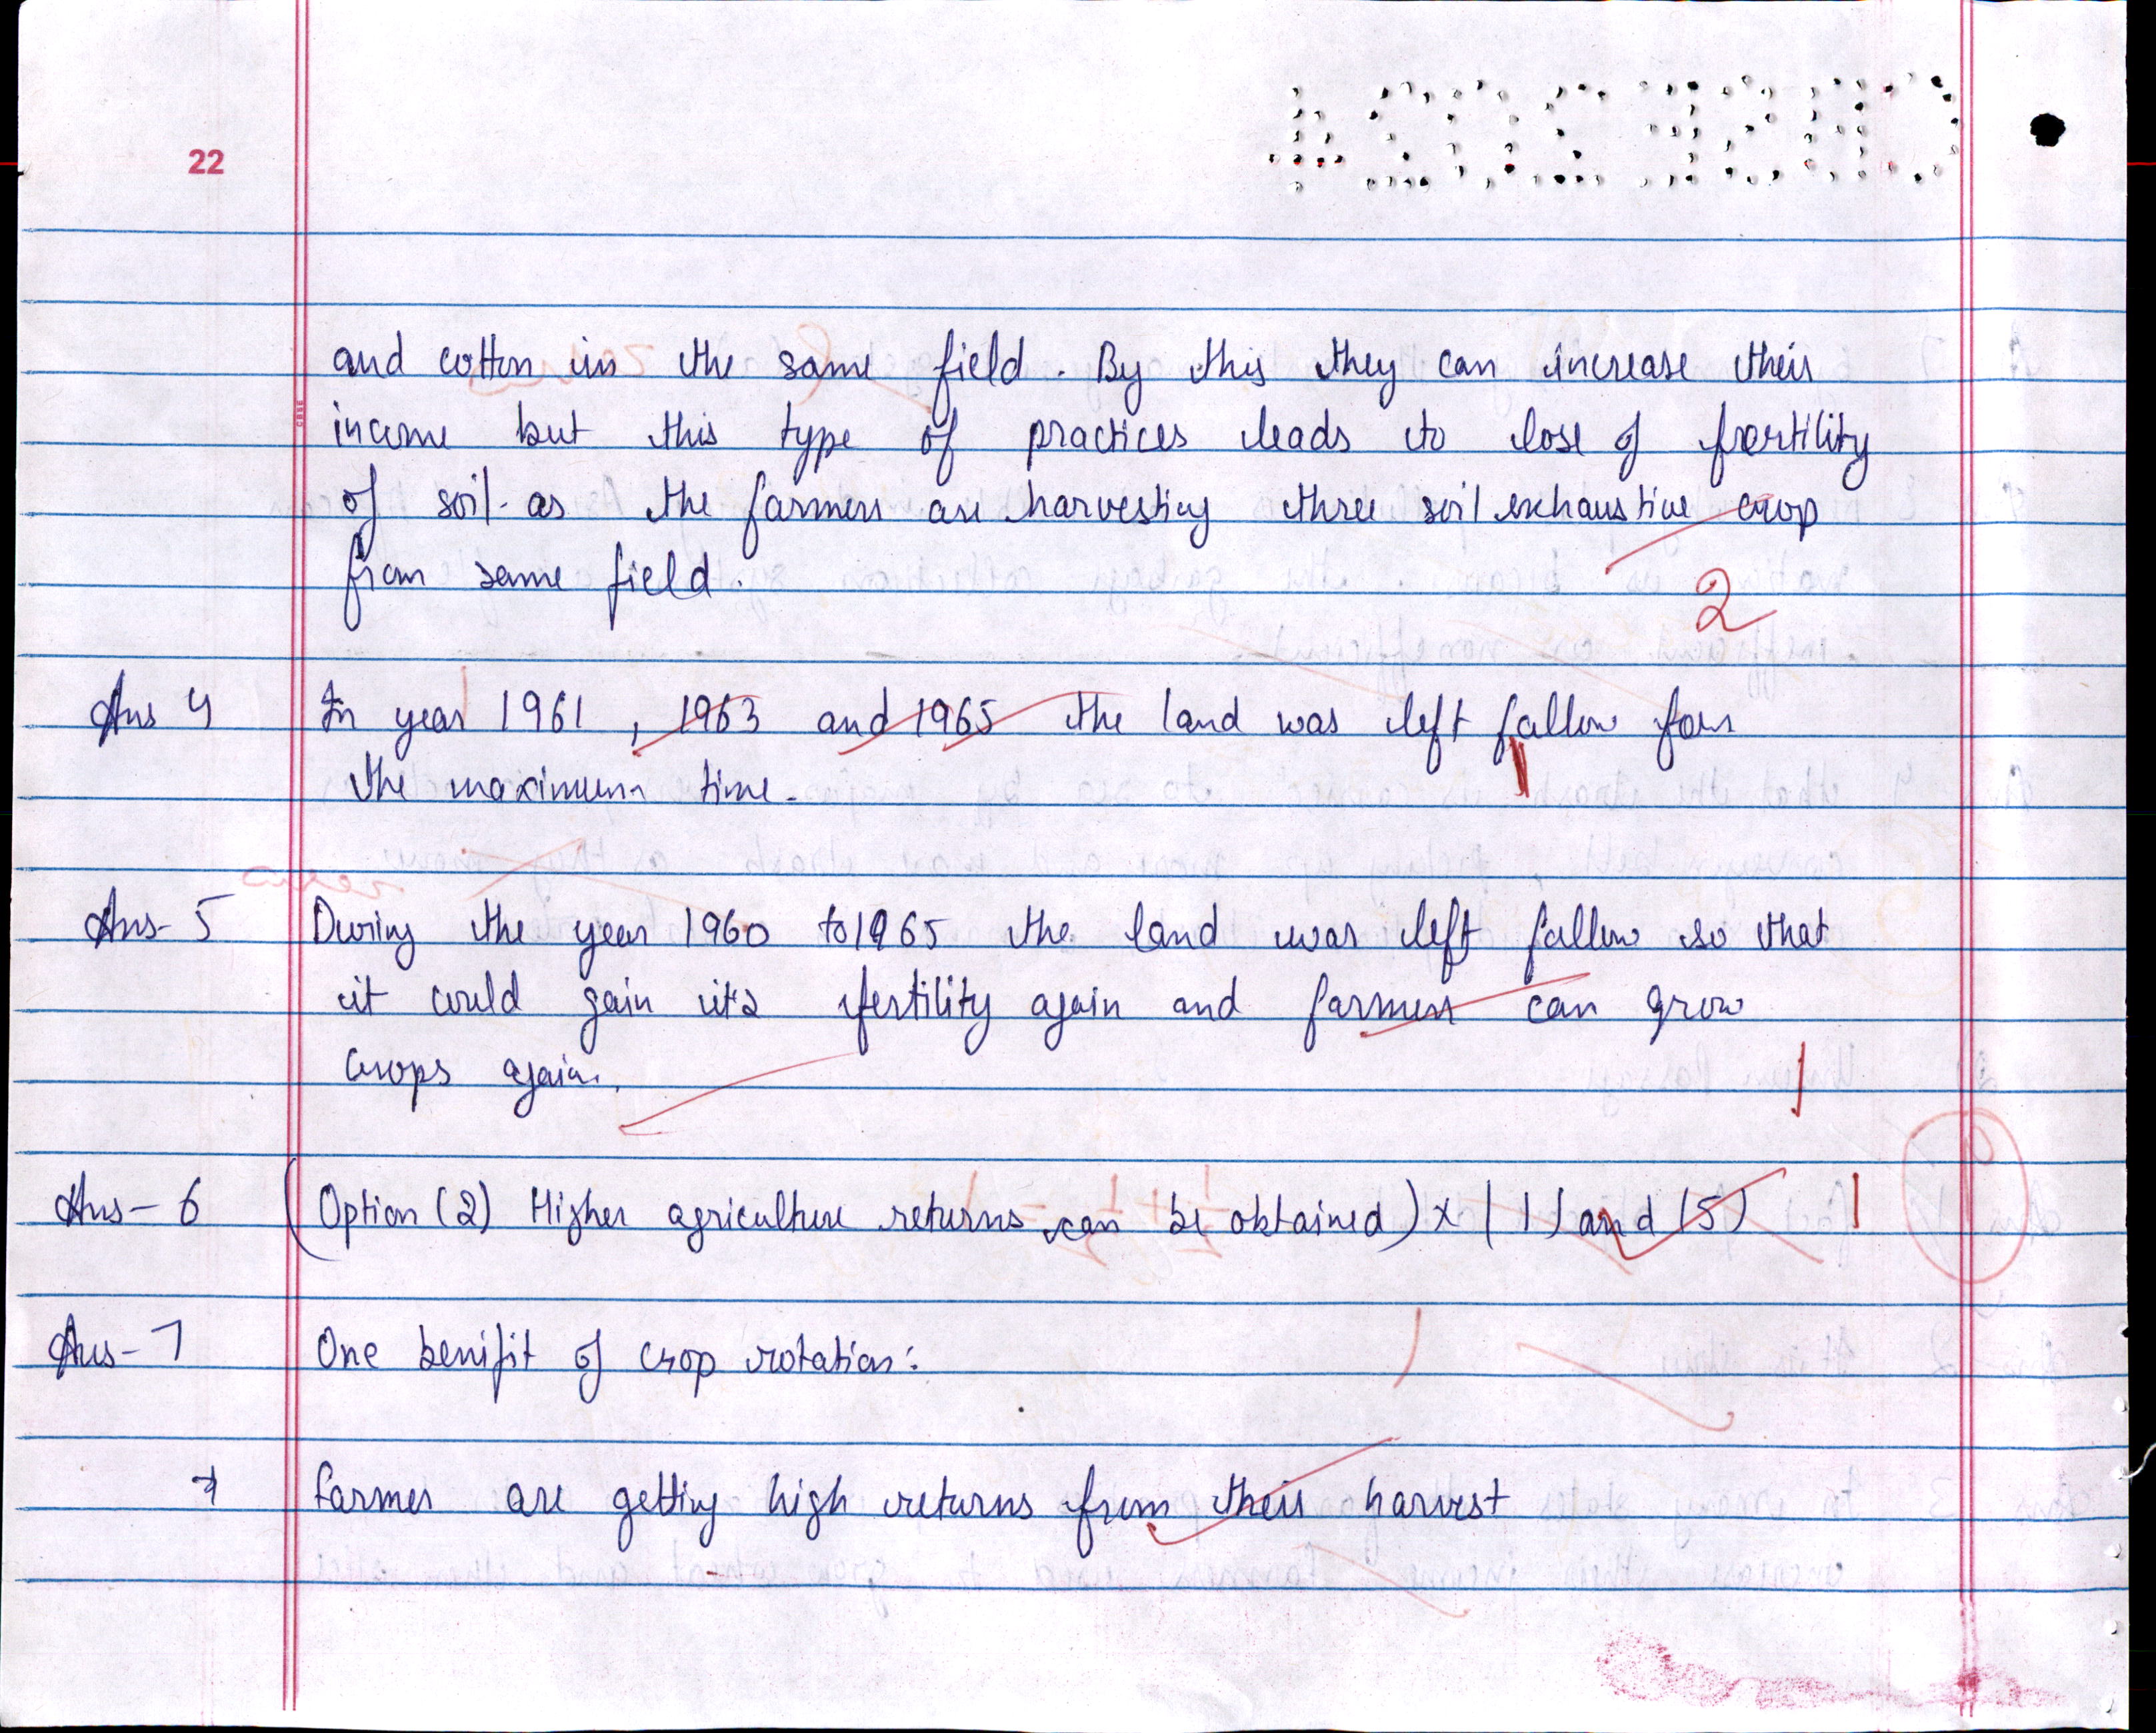 22
and cotton in the same field. By this they can increase their
income but this type of practices leads to lose of fertility
of soil as the farmers are harvesting three soil exhaustive crop
from same field.
2
Ans 4 In year 1961, 1963 and 1965 the land was left fallow for
the maximum time.
1
Ans-5 During the year 1960 to 1965 the land was left fallow so that
it could gain its fertility again and farmers can grow
crops again.
1
Ans-6 (Option (2) Higher agriculture returns can be obtained) x (1) and (5) 1
Ans-7 One benifit of crop rotation: 1
* Farmer are getting high returns from their harvest